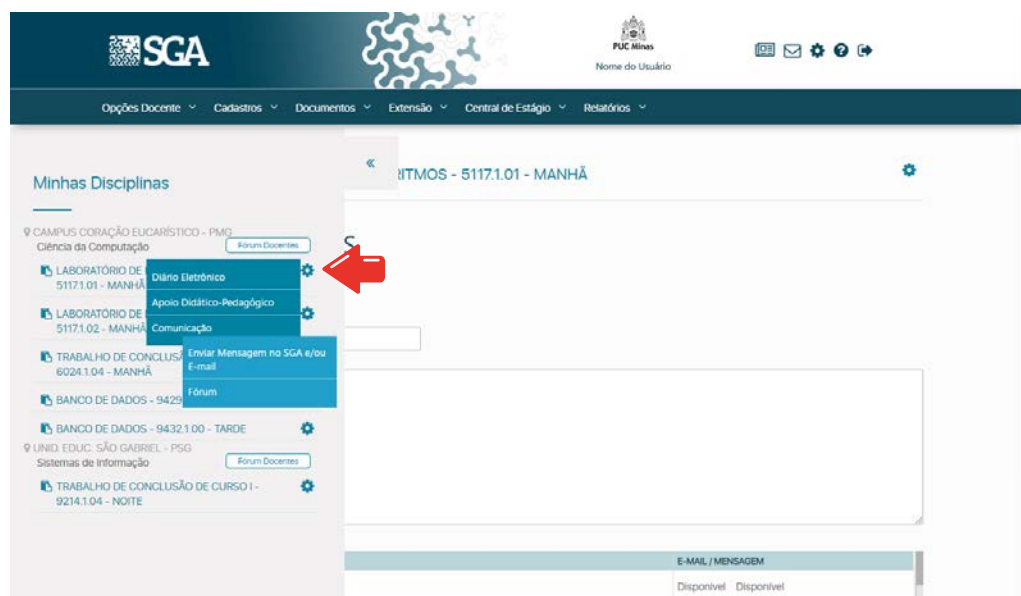 SGA
PUC Minas
Nome do Usuário
Opções Docente Cadastros Documentos Extensão Central de Estágio Relatórios
Minhas Disciplinas
RITMOS - 5117.1.01 - MANHÃ
CAMPUS CORAÇÃO EUCARÍSTICO - PMG
Ciência da Computação Fórum Docentes
LABORATÓRIO DE
5117.1.01 - MANHÃ
Diário Eletrônico
Apoio Didático-Pedagógico
LABORATÓRIO DE
5117.1.02 - MANHÃ
Comunicação
Enviar Mensagem no SGA e/ou
E-mail
Fórum
TRABALHO DE CONCLUS
6024.1.04 - MANHÃ
BANCO DE DADOS - 9429
BANCO DE DADOS - 9432.1.00 - TARDE
UNID. EDUC. SÃO GABRIEL - PSG
Sistemas de Informação Forum Docentes
TRABALHO DE CONCLUSÃO DE CURSO I -
9214.1.04 - NOITE
E-MAIL / MENSAGEM
Disponível Disponível